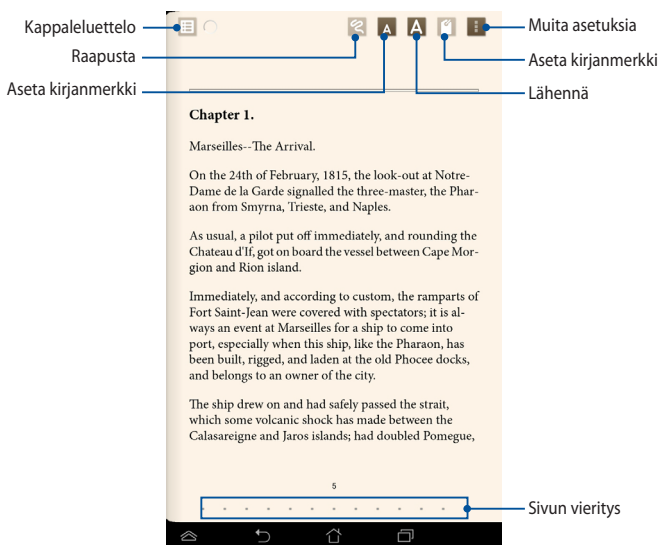 Kappaleluettelo
Raapusta
Aseta kirjanmerkki
A
A
Muita asetuksia
Aseta kirjanmerkki
Lähennä
Chapter 1.
Marseilles--The Arrival.
On the 24th of February, 1815, the look-out at Notre-
Dame de la Garde signalled the three-master, the Phar-
aon from Smyrna, Trieste, and Naples.
As usual, a pilot put off immediately, and rounding the
Chateau d'If, got on board the vessel between Cape Mor-
gion and Rion island.
Immediately, and according to custom, the ramparts of
Fort Saint-Jean were covered with spectators; it is al-
ways an event at Marseilles for a ship to come into
port, especially when this ship, like the Pharaon, has
been built, rigged, and laden at the old Phocee docks,
and belongs to an owner of the city.
The ship drew on and had safely passed the strait,
which some volcanic shock has made between the
Calasareigne and Jaros islands; had doubled Pomegue,
5
Sivun vieritys